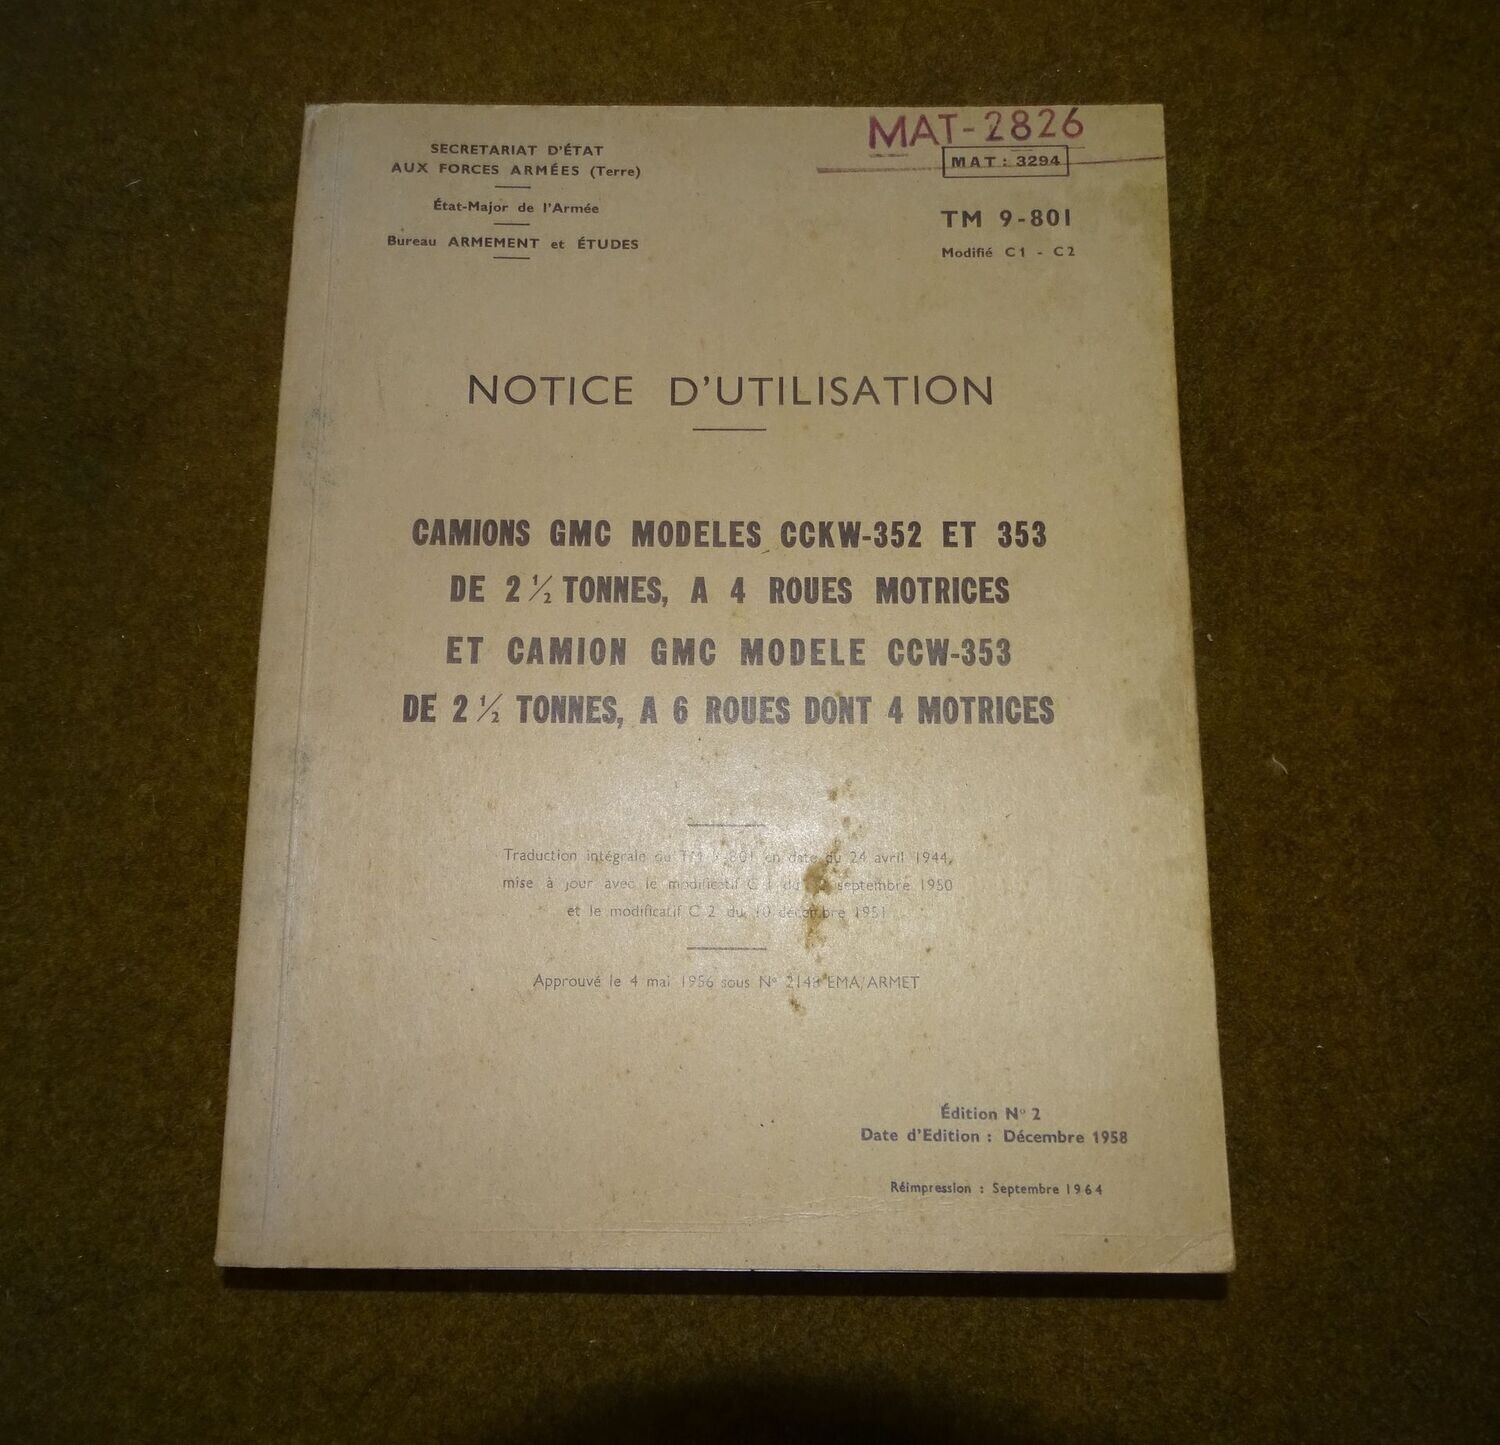 SECRETARIAT D'ÉTAT
AUX FORCES ARMÉES (Terre)
État-Major de l'Armée
Bureau ARMEMENT et ÉTUDES
MAT-2826
MAT : 3294
TM 9-801
Modifié C1 - C2
NOTICE D'UTILISATION
CAMIONS GMC MODELES CCKW-352 ET 353
DE 2 ½ TONNES, A 4 ROUES MOTRICES
ET CAMION GMC MODELE CCW-353
DE 2 ½ TONNES, A 6 ROUES DONT 4 MOTRICES
Traduction intégrale du TM 9-801 en date du 24 avril 1944,
mise à jour avec le modificatif C 1 du septembre 1950
et le modificatif C 2 du 10 décembre 1951
Approuvé le 4 mai 1956 sous Nº EMA/ARMET
Édition Nº 2
Date d'Edition : Décembre 1958
Réimpression : Septembre 1964